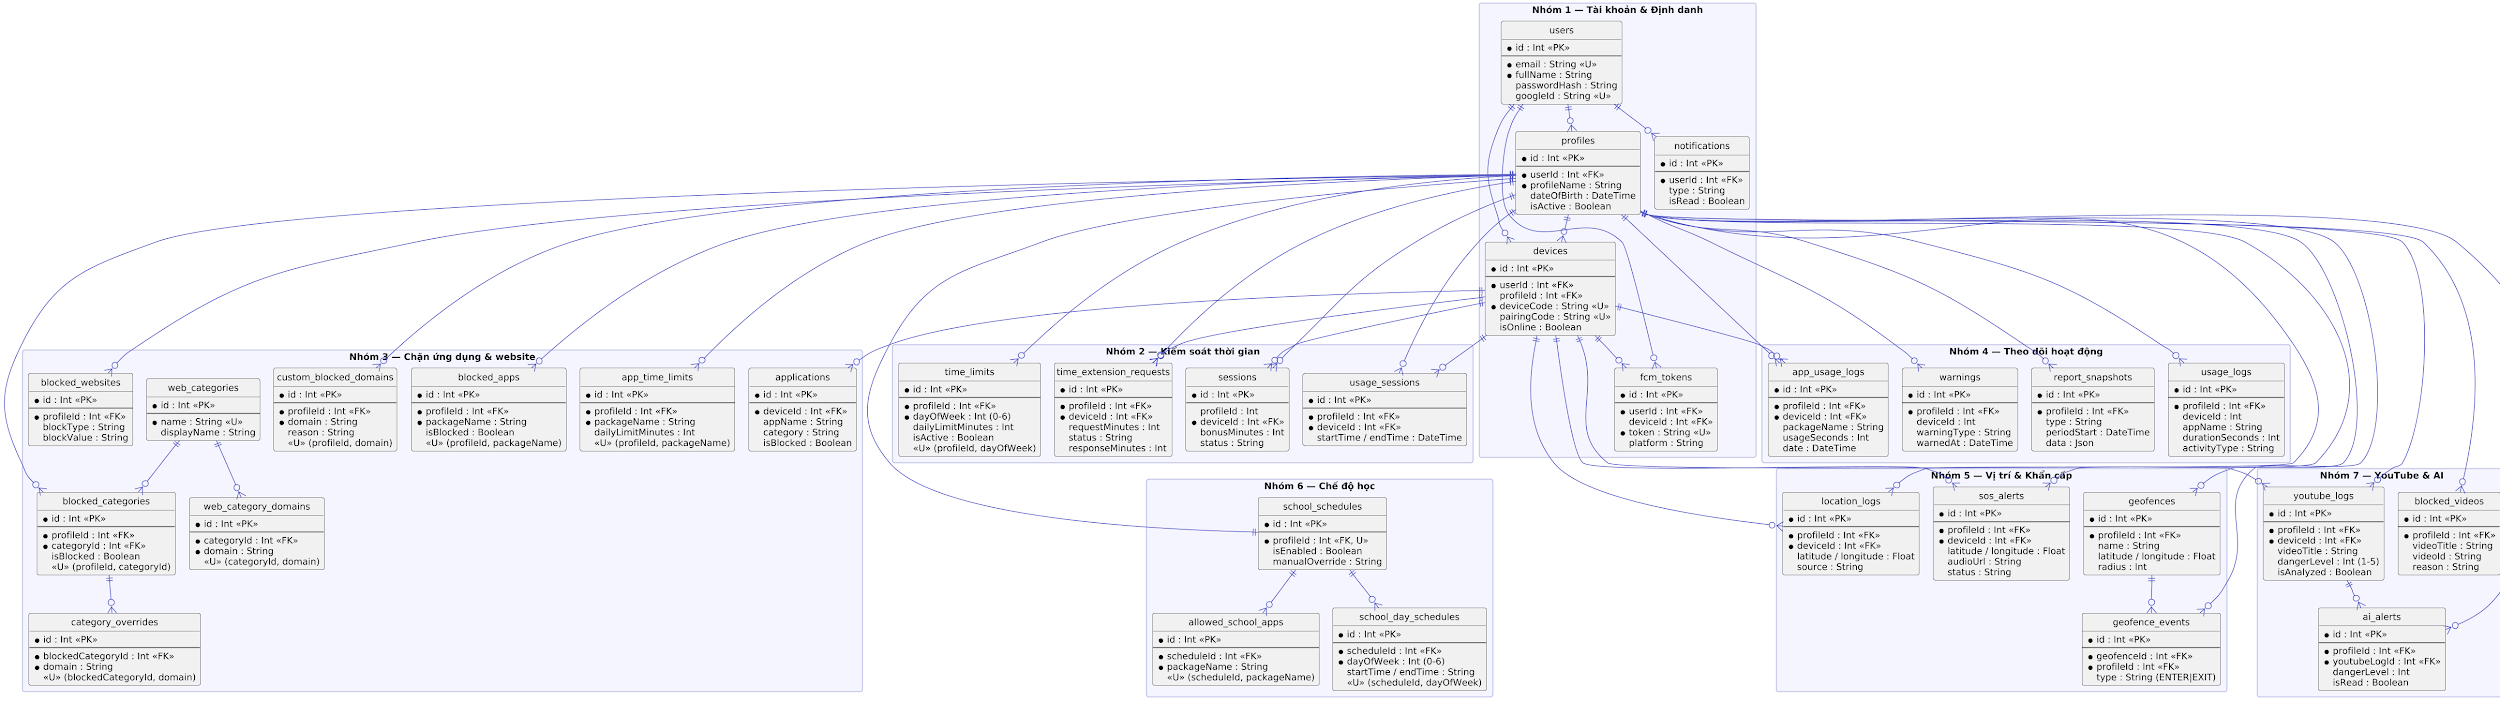 Nhóm 1 — Tài khoản & Định danh
users
id : Int «PK»
email : String «U»
fullName : String
passwordHash : String
googleId : String «U»
profiles
id : Int «PK»
userId : Int «FK»
profileName : String
dateOfBirth : DateTime
isActive : Boolean
notifications
id : Int «PK»
userId : Int «FK»
type : String
isRead : Boolean
devices
id : Int «PK»
userId : Int «FK»
profileId : Int «FK»
deviceCode : String «U»
pairingCode : String «U»
isOnline : Boolean
fcm_tokens
id : Int «PK»
userId : Int «FK»
deviceId : Int «FK»
token : String «U»
platform : String
Nhóm 3 — Chặn ứng dụng & website
blocked_websites
id : Int «PK»
profileId : Int «FK»
blockType : String
blockValue : String
web_categories
id : Int «PK»
name : String «U»
displayName : String
custom_blocked_domains
id : Int «PK»
profileId : Int «FK»
domain : String
reason : String
«U» (profileId, domain)
blocked_apps
id : Int «PK»
profileId : Int «FK»
packageName : String
isBlocked : Boolean
«U» (profileId, packageName)
app_time_limits
id : Int «PK»
profileId : Int «FK»
packageName : String
dailyLimitMinutes : Int
«U» (profileId, packageName)
applications
id : Int «PK»
deviceId : Int «FK»
appName : String
category : String
isBlocked : Boolean
blocked_categories
id : Int «PK»
profileId : Int «FK»
categoryId : Int «FK»
isBlocked : Boolean
«U» (profileId, categoryId)
web_category_domains
id : Int «PK»
categoryId : Int «FK»
domain : String
«U» (categoryId, domain)
category_overrides
id : Int «PK»
blockedCategoryId : Int «FK»
domain : String
«U» (blockedCategoryId, domain)
Nhóm 2 — Kiểm soát thời gian
time_limits
id : Int «PK»
profileId : Int «FK»
dayOfWeek : Int (0-6)
dailyLimitMinutes : Int
isActive : Boolean
«U» (profileId, dayOfWeek)
time_extension_requests
id : Int «PK»
profileId : Int «FK»
deviceId : Int «FK»
requestMinutes : Int
status : String
responseMinutes : Int
sessions
id : Int «PK»
profileId : Int
deviceId : Int «FK»
bonusMinutes : Int
status : String
usage_sessions
id : Int «PK»
profileId : Int «FK»
deviceId : Int «FK»
startTime / endTime : DateTime
Nhóm 4 — Theo dõi hoạt động
app_usage_logs
id : Int «PK»
profileId : Int «FK»
deviceId : Int «FK»
packageName : String
usageSeconds : Int
date : DateTime
warnings
id : Int «PK»
profileId : Int «FK»
deviceId : Int
warningType : String
warnedAt : DateTime
report_snapshots
id : Int «PK»
profileId : Int «FK»
type : String
periodStart : DateTime
data : Json
usage_logs
id : Int «PK»
profileId : Int «FK»
deviceId : Int
appName : String
durationSeconds : Int
activityType : String
Nhóm 6 — Chế độ học
school_schedules
id : Int «PK»
profileId : Int «FK, U»
isEnabled : Boolean
manualOverride : String
allowed_school_apps
id : Int «PK»
scheduleId : Int «FK»
packageName : String
«U» (scheduleId, packageName)
school_day_schedules
id : Int «PK»
scheduleId : Int «FK»
dayOfWeek : Int (0-6)
startTime / endTime : String
«U» (scheduleId, dayOfWeek)
Nhóm 5 — Vị trí & Khẩn cấp
location_logs
id : Int «PK»
profileId : Int «FK»
deviceId : Int «FK»
latitude / longitude : Float
source : String
sos_alerts
id : Int «PK»
profileId : Int «FK»
deviceId : Int «FK»
latitude / longitude : Float
audioUrl : String
status : String
geofences
id : Int «PK»
profileId : Int «FK»
name : String
latitude / longitude : Float
radius : Int
geofence_events
id : Int «PK»
geofenceId : Int «FK»
profileId : Int «FK»
type : String (ENTER|EXIT)
Nhóm 7 — YouTube & AI
youtube_logs
id : Int «PK»
profileId : Int «FK»
deviceId : Int «FK»
videoTitle : String
dangerLevel : Int (1-5)
isAnalyzed : Boolean
blocked_videos
id : Int «PK»
profileId : Int «FK»
videoTitle : String
videoId : String
reason : String
ai_alerts
id : Int «PK»
profileId : Int «FK»
youtubeLogId : Int «FK»
dangerLevel : Int
isRead : Boolean